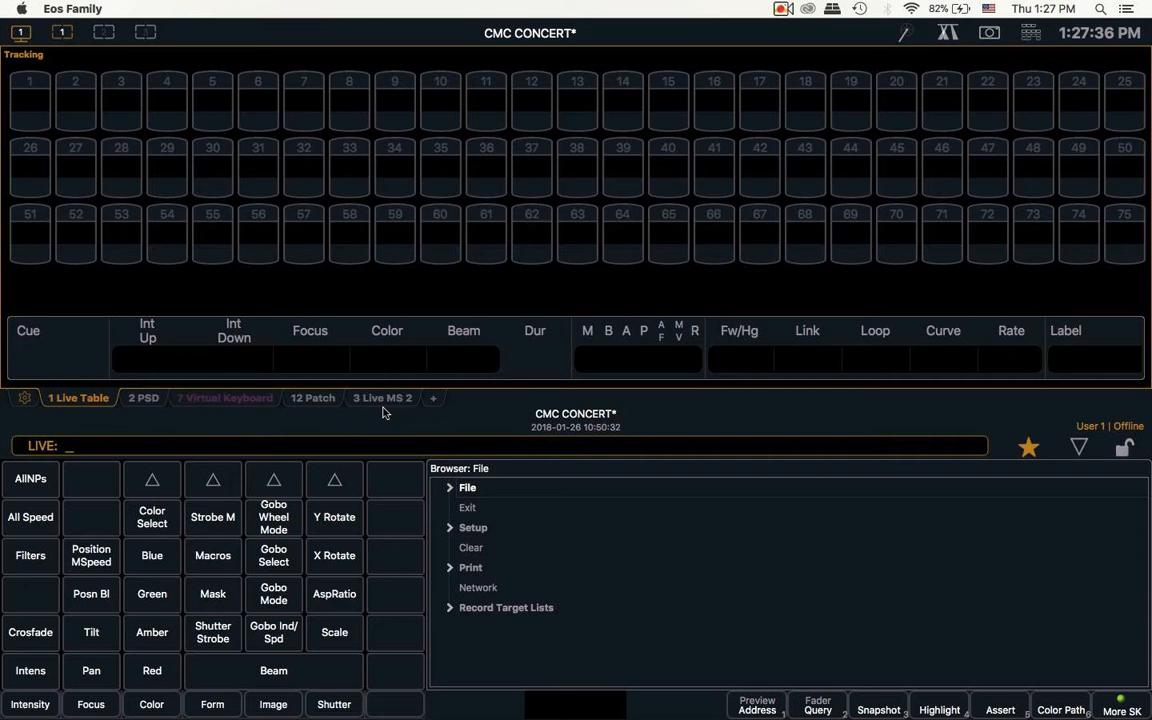 Eos Family 82% Thu 1:27 PM
1 1 2 3 CMC CONCERT* 1:27:36 PM
Tracking
1 2 3 4 5 6 7 8 9 10 11 12 13 14 15 16 17 18 19 20 21 22 23 24 25
26 27 28 29 30 31 32 33 34 35 36 37 38 39 40 41 42 43 44 45 46 47 48 49 50
51 52 53 54 55 56 57 58 59 60 61 62 63 64 65 66 67 68 69 70 71 72 73 74 75
Cue Int Up Int Down Focus Color Beam Dur M B A P A F M V R Fw/Hg Link Loop Curve Rate Label
1 Live Table 2 PSD 7 Virtual Keyboard 12 Patch 3 Live MS 2 +
CMC CONCERT*
2018-01-26 10:50:32
User 1 | Offline
LIVE: _
AllNPs
All Speed Color Select Strobe M Gobo Wheel Mode Y Rotate
Filters Position MSpeed Blue Macros Gobo Select X Rotate
Posn Bl Green Mask Gobo Mode AspRatio
Crosfade Tilt Amber Shutter Strobe Gobo Ind/ Spd Scale
Intens Pan Red Beam
Intensity Focus Color Form Image Shutter
Browser: File
File
Exit
Setup
Clear
Print
Network
Record Target Lists
Preview Address 1 Fader Query 2 Snapshot 3 Highlight 4 Assert 5 Color Path 6 More SK